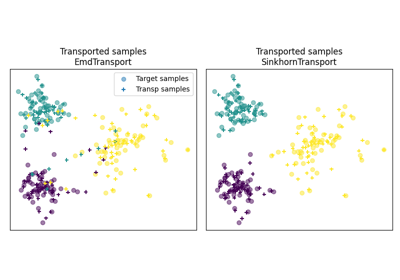 Transported samples
EmdTransport
Target samples
Transp samples
Transported samples
SinkhornTransport